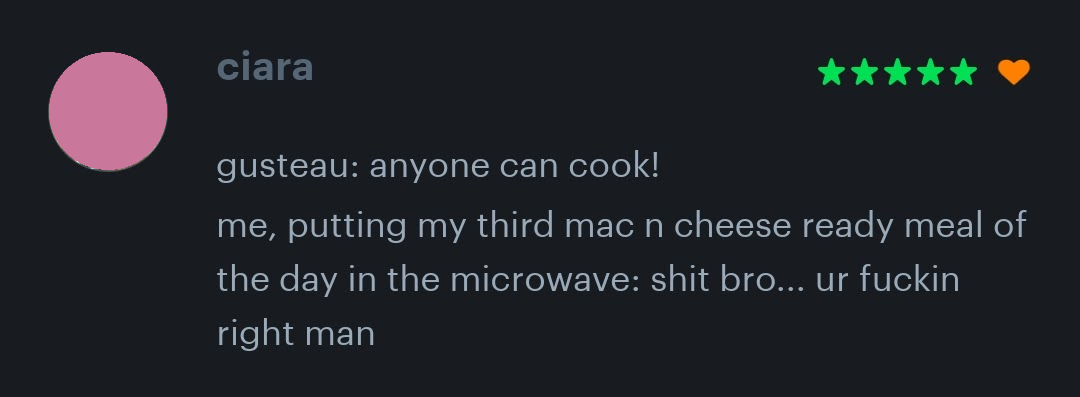 ciara
gusteau: anyone can cook!
me, putting my third mac n cheese ready meal of
the day in the microwave: shit bro... ur fuckin
right man